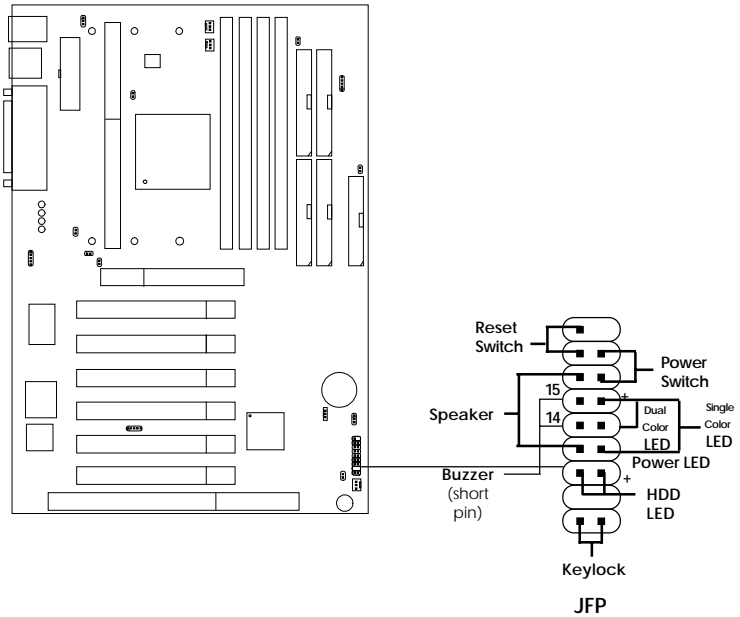 Reset
Switch
Power
Switch
15
+
Dual
Color
LED
Single
Color
LED
Speaker
14
Power LED
Buzzer
(short
pin)
+
HDD
LED
Keylock
JFP